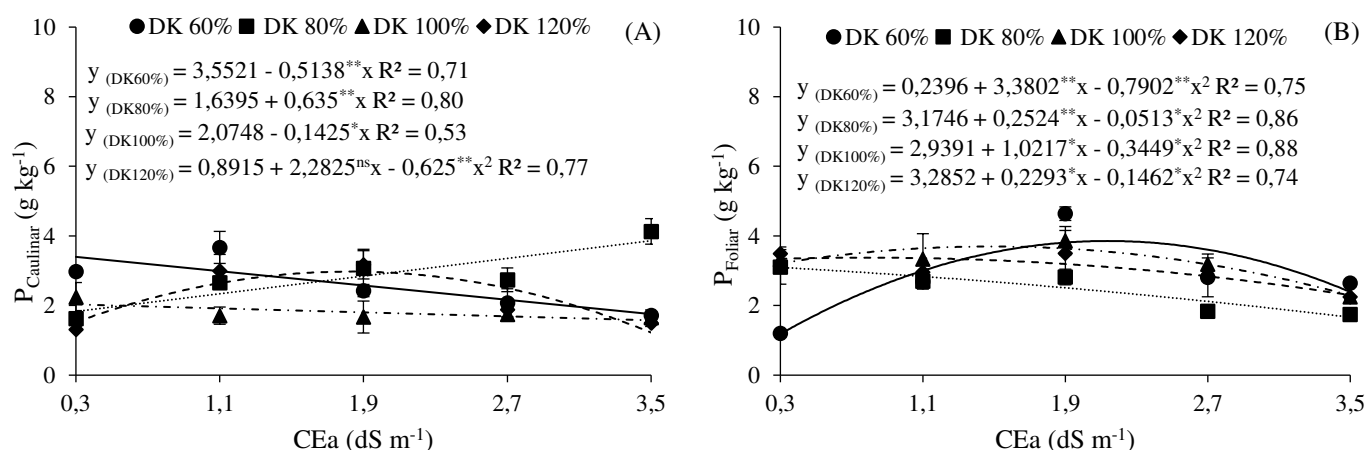 ● DK 60% ■ DK 80% ▲ DK 100% ◆ DK 120% (A)
y (DK60%) = 3,5521 - 0,5138**x R² = 0,71
y (DK80%) = 1,6395 + 0,635**x R² = 0,80
y (DK100%) = 2,0748 - 0,1425*x R² = 0,53
y (DK120%) = 0,8915 + 2,2825ⁿˢx - 0,625**x² R² = 0,77
P Caulinar (g kg⁻¹)
10
8
6
4
2
0
0,3 1,1 1,9 2,7 3,5
CEa (dS m⁻¹)
● DK 60% ■ DK 80% ▲ DK 100% ◆ DK 120% (B)
y (DK60%) = 0,2396 + 3,3802**x - 0,7902**x² R² = 0,75
y (DK80%) = 3,1746 + 0,2524**x - 0,0513*x² R² = 0,86
y (DK100%) = 2,9391 + 1,0217*x - 0,3449*x² R² = 0,88
y (DK120%) = 3,2852 + 0,2293*x - 0,1462*x² R² = 0,74
P Foliar (g kg⁻¹)
10
8
6
4
2
0
0,3 1,1 1,9 2,7 3,5
CEa (dS m⁻¹)